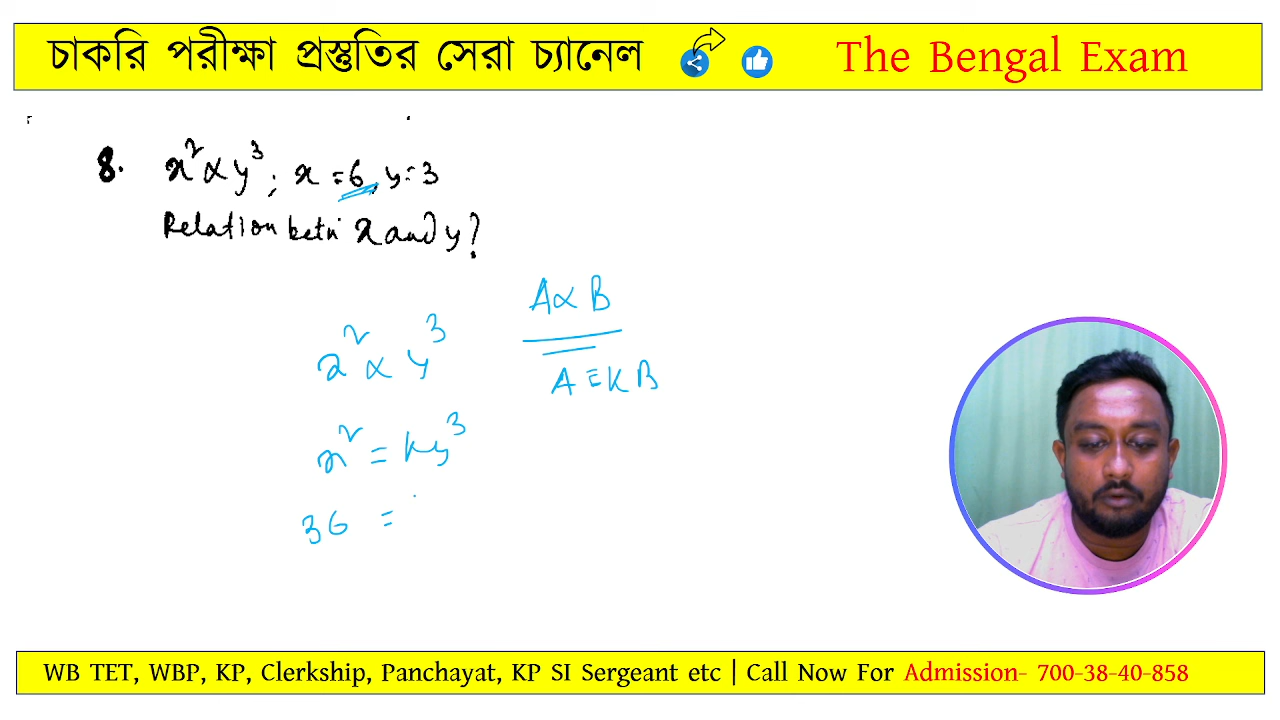 চাকরি পরীক্ষা প্রস্তুতির সেরা চ্যানেল The Bengal Exam
8. x² ∝ y³; x = 6, y = 3
Relation betn x and y?
A ∝ B
x² ∝ y³
A = KB
x² = ky³
36 =
WB TET, WBP, KP, Clerkship, Panchayat, KP SI Sergeant etc | Call Now For Admission- 700-38-40-858